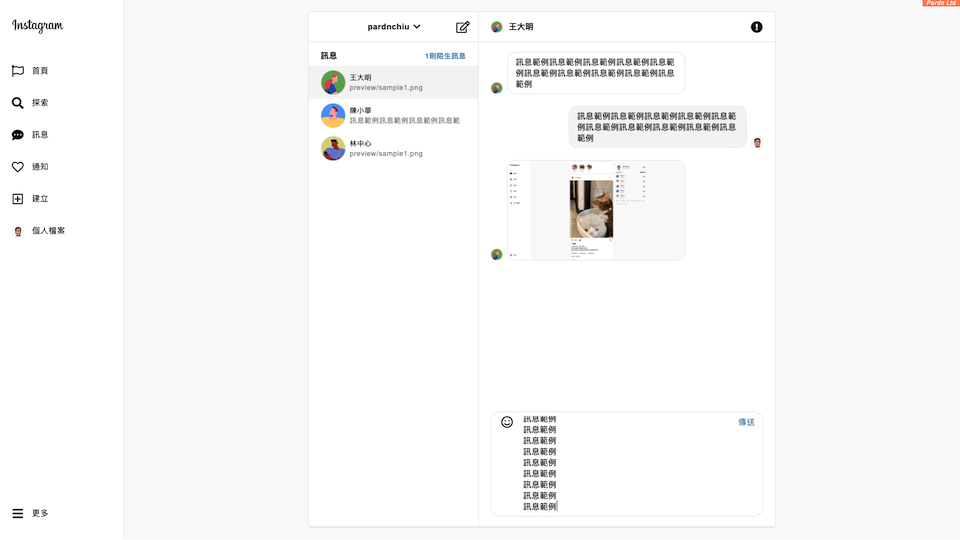 Pardn Ltd
Instagram
首頁
探索
訊息
通知
建立
個人檔案
更多
pardnchiu
訊息
1則陌生訊息
王大明
preview/sample1.png
陳小華
訊息範例訊息範例訊息範例訊息範
林中心
preview/sample1.png
王大明
訊息範例訊息範例訊息範例訊息範例訊息範
例訊息範例訊息範例訊息範例訊息範例訊息
範例
訊息範例訊息範例訊息範例訊息範例訊息範
例訊息範例訊息範例訊息範例訊息範例訊息
範例
訊息範例
訊息範例
訊息範例
訊息範例
訊息範例
訊息範例
訊息範例
訊息範例
訊息範例
傳送